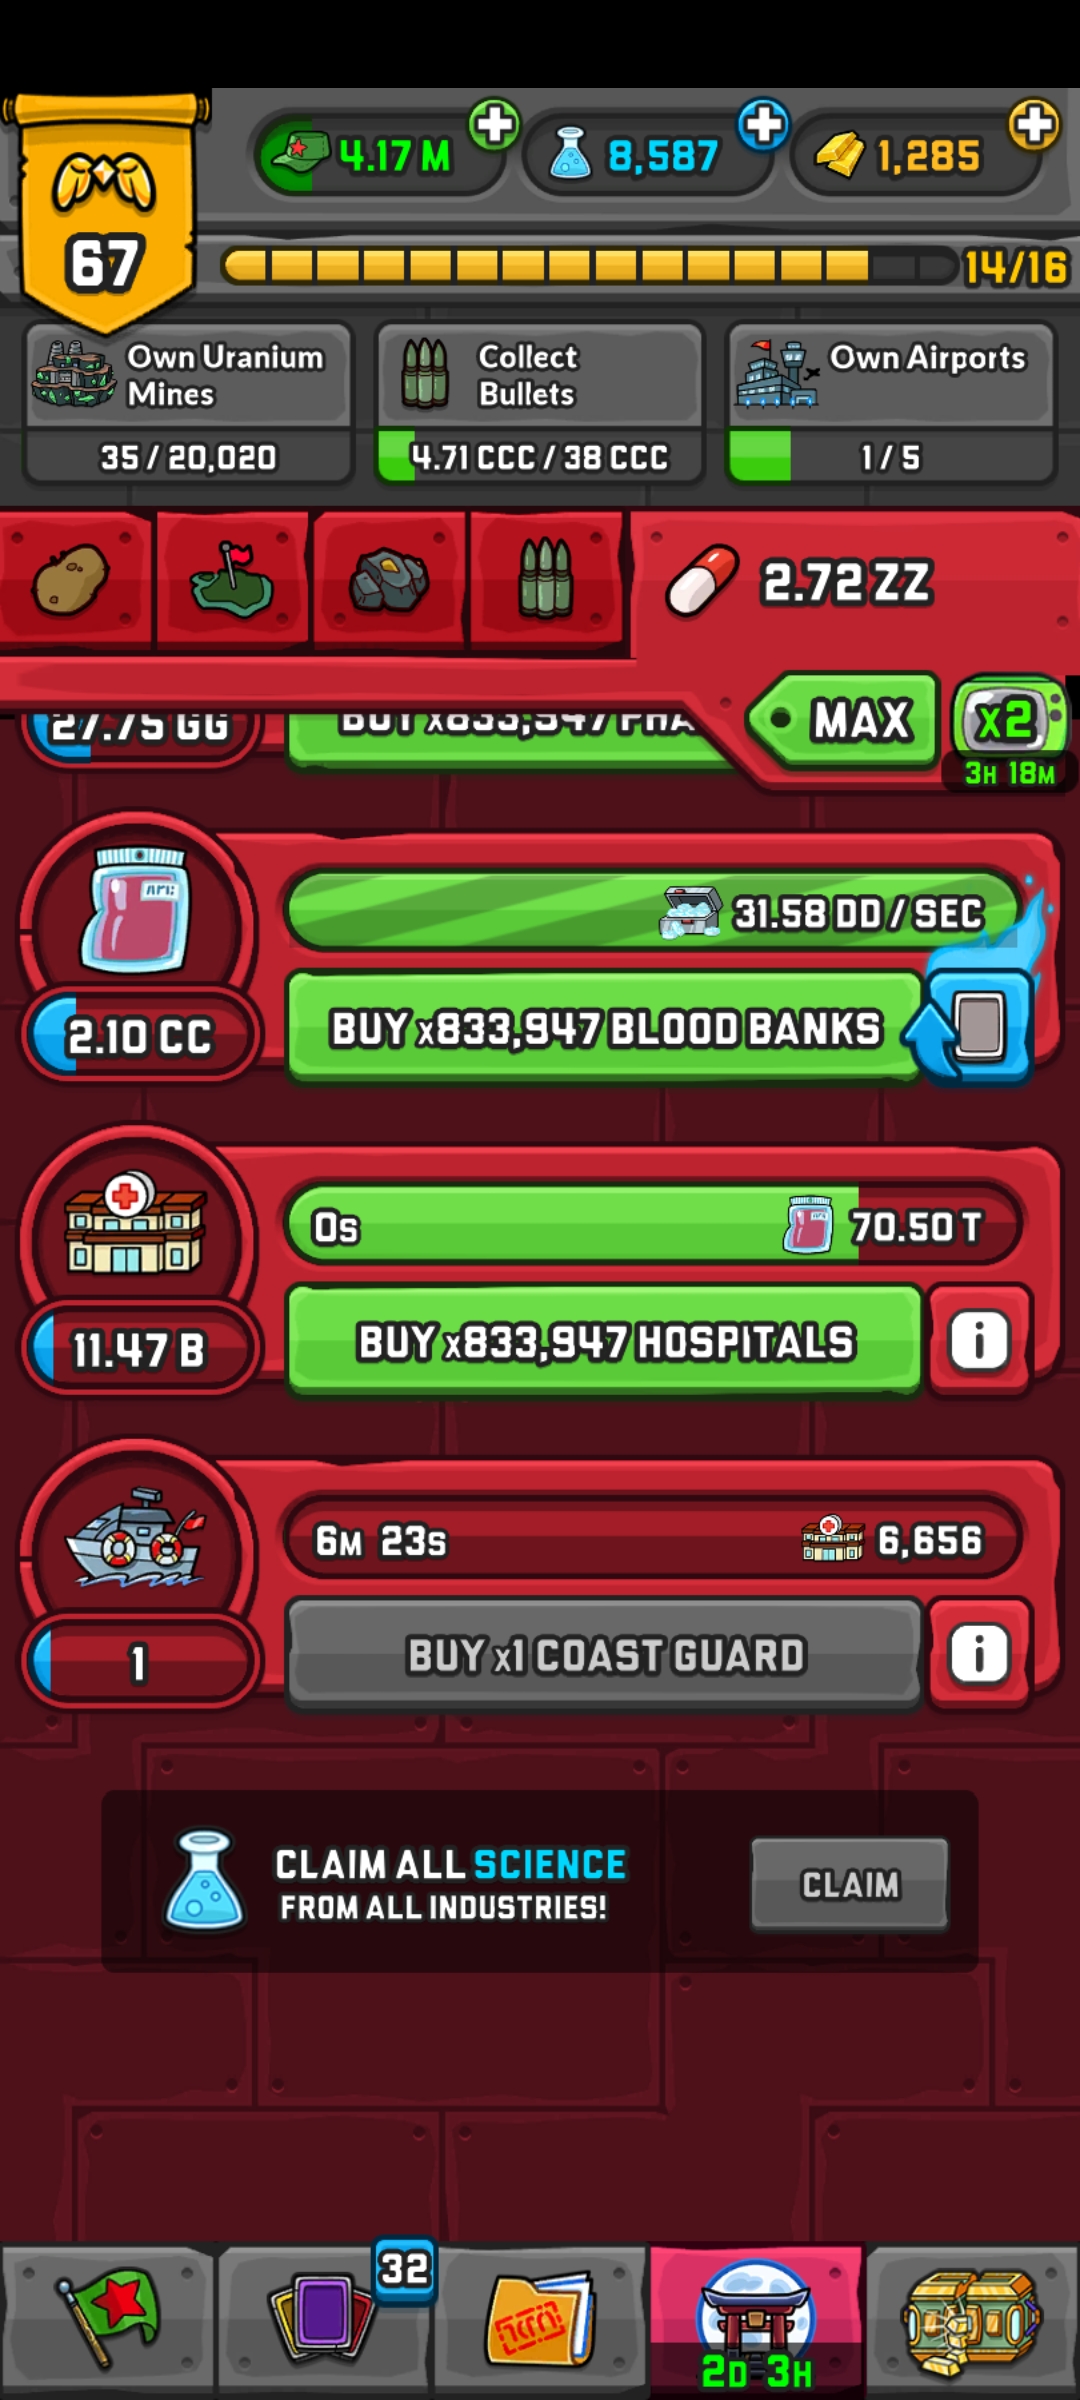 67
4.17 M
8,587
1,285
14/16
Own Uranium
Mines
35 / 20,020
Collect
Bullets
4.71 CCC / 38 CCC
Own Airports
1 / 5
2.72 ZZ
MAX
x2
3H 18M
27.75 GG
BUY x833,947 PHA
31.58 DD / SEC
2.10 CC
BUY x833,947 BLOOD BANKS
0s
70.50 T
11.47 B
BUY x833,947 HOSPITALS
i
6M 23s
6,656
1
BUY x1 COAST GUARD
i
CLAIM ALL SCIENCE
FROM ALL INDUSTRIES!
CLAIM
32
2D 3H